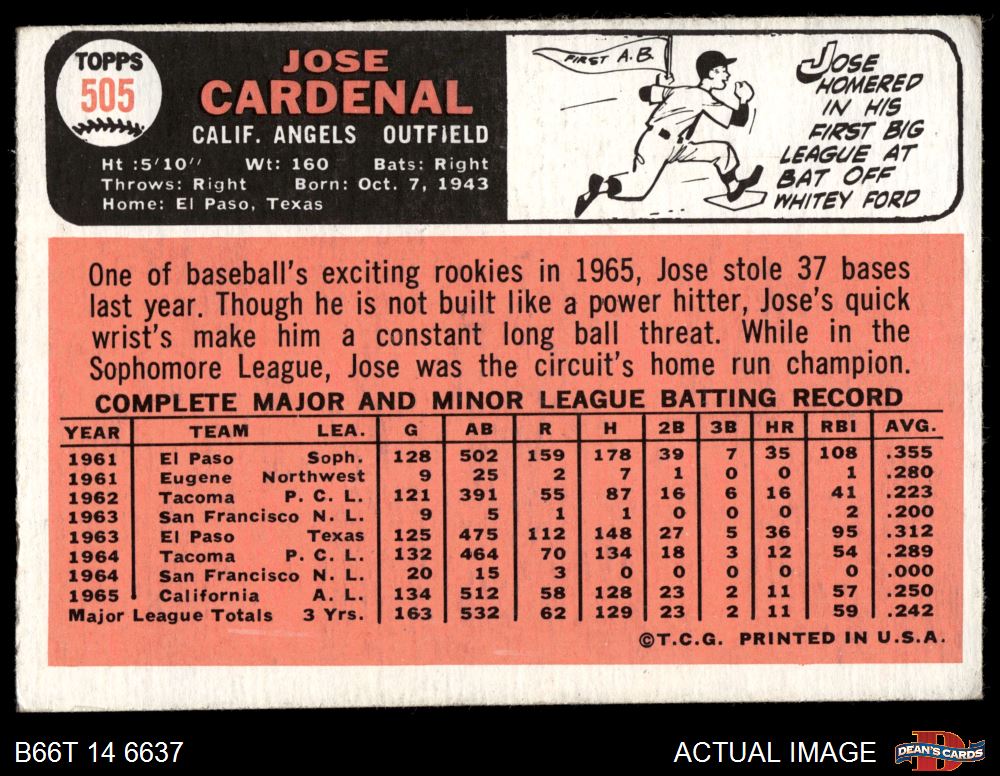 TOPPS
505
JOSE
CARDENAL
CALIF. ANGELS OUTFIELD
Ht :5'10" Wt: 160 Bats: Right
Throws: Right Born: Oct. 7, 1943
Home: El Paso, Texas
FIRST A.B.
JOSE
HOMERED
IN HIS
FIRST BIG
LEAGUE AT
BAT OFF
WHITEY FORD
One of baseball's exciting rookies in 1965, Jose stole 37 bases
last year. Though he is not built like a power hitter, Jose's quick
wrist's make him a constant long ball threat. While in the
Sophomore League, Jose was the circuit's home run champion.
COMPLETE MAJOR AND MINOR LEAGUE BATTING RECORD
YEAR TEAM LEA. G AB R H 2B 3B HR RBI AVG.
1961 El Paso Soph. 128 502 159 178 39 7 35 108 .355
1961 Eugene Northwest 9 25 2 7 1 0 0 1 .280
1962 Tacoma P. C. L. 121 391 55 87 16 6 16 41 .223
1963 San Francisco N. L. 9 5 1 1 0 0 0 2 .200
1963 El Paso Texas 125 475 112 148 27 5 36 95 .312
1964 Tacoma P. C. L. 132 464 70 134 18 3 12 54 .289
1964 San Francisco N. L. 20 15 3 0 0 0 0 0 .000
1965 California A. L. 134 512 58 128 23 2 11 57 .250
Major League Totals 3 Yrs. 163 532 62 129 23 2 11 59 .242
©T.C.G. PRINTED IN U.S.A.
B66T 14 6637
ACTUAL IMAGE
DEAN'S CARDS